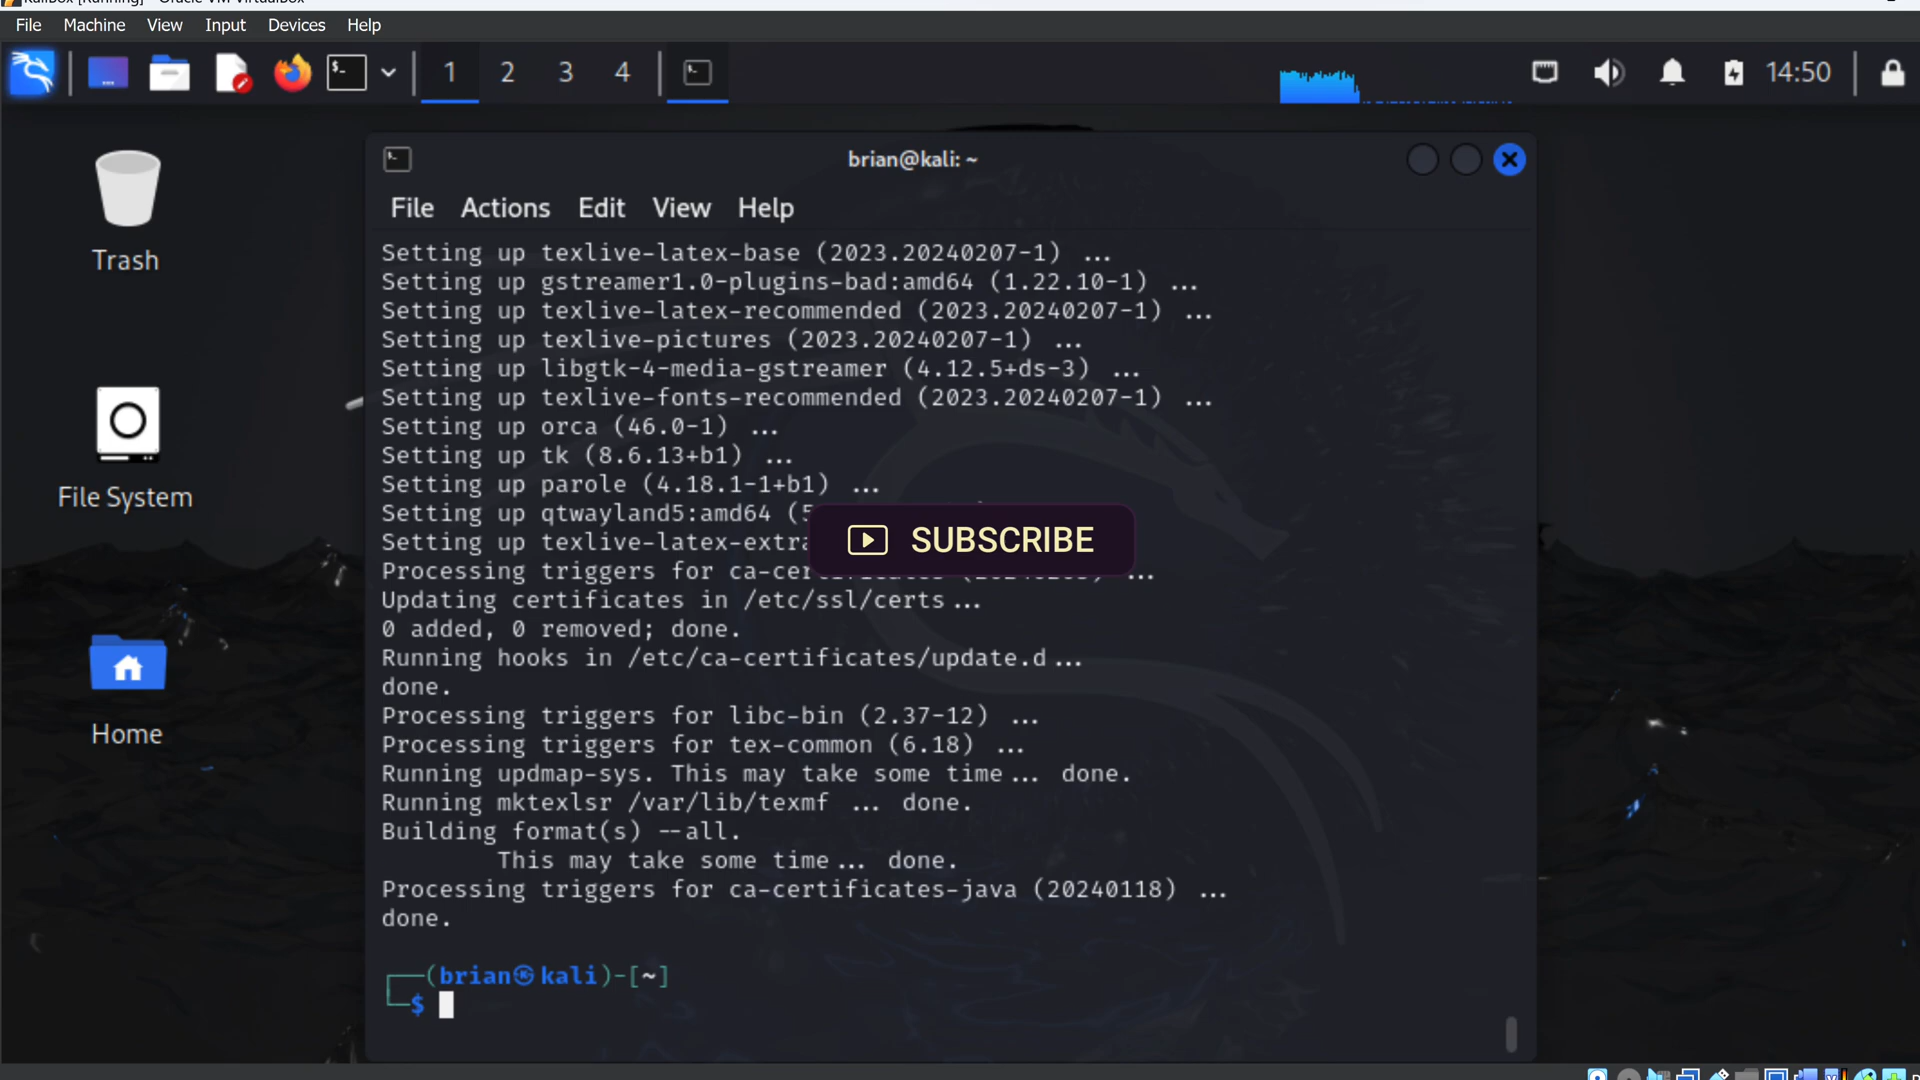 File Machine View Input Devices Help
1 2 3 4 14:50
Trash
File System
Home
brian@kali: ~
File Actions Edit View Help
Setting up texlive-latex-base (2023.20240207-1) ...
Setting up gstreamer1.0-plugins-bad:amd64 (1.22.10-1) ...
Setting up texlive-latex-recommended (2023.20240207-1) ...
Setting up texlive-pictures (2023.20240207-1) ...
Setting up libgtk-4-media-gstreamer (4.12.5+ds-3) ...
Setting up texlive-fonts-recommended (2023.20240207-1) ...
Setting up orca (46.0-1) ...
Setting up tk (8.6.13+b1) ...
Setting up parole (4.18.1-1+b1) ...
Setting up qtwayland5:amd64
Setting up
SUBSCRIBE
Processing triggers for ...
Updating certificates in /etc/ssl/certs...
0 added, 0 removed; done.
Running hooks in /etc/ca-certificates/update.d...
done.
Processing triggers for libc-bin (2.37-12) ...
Processing triggers for tex-common (6.18) ...
Running updmap-sys. This may take some time... done.
Running mktexlsr /var/lib/texmf ... done.
Building format(s) --all.
This may take some time... done.
Processing triggers for ca-certificates-java (20240118) ...
done.
(brian㉿kali)-[~]
$